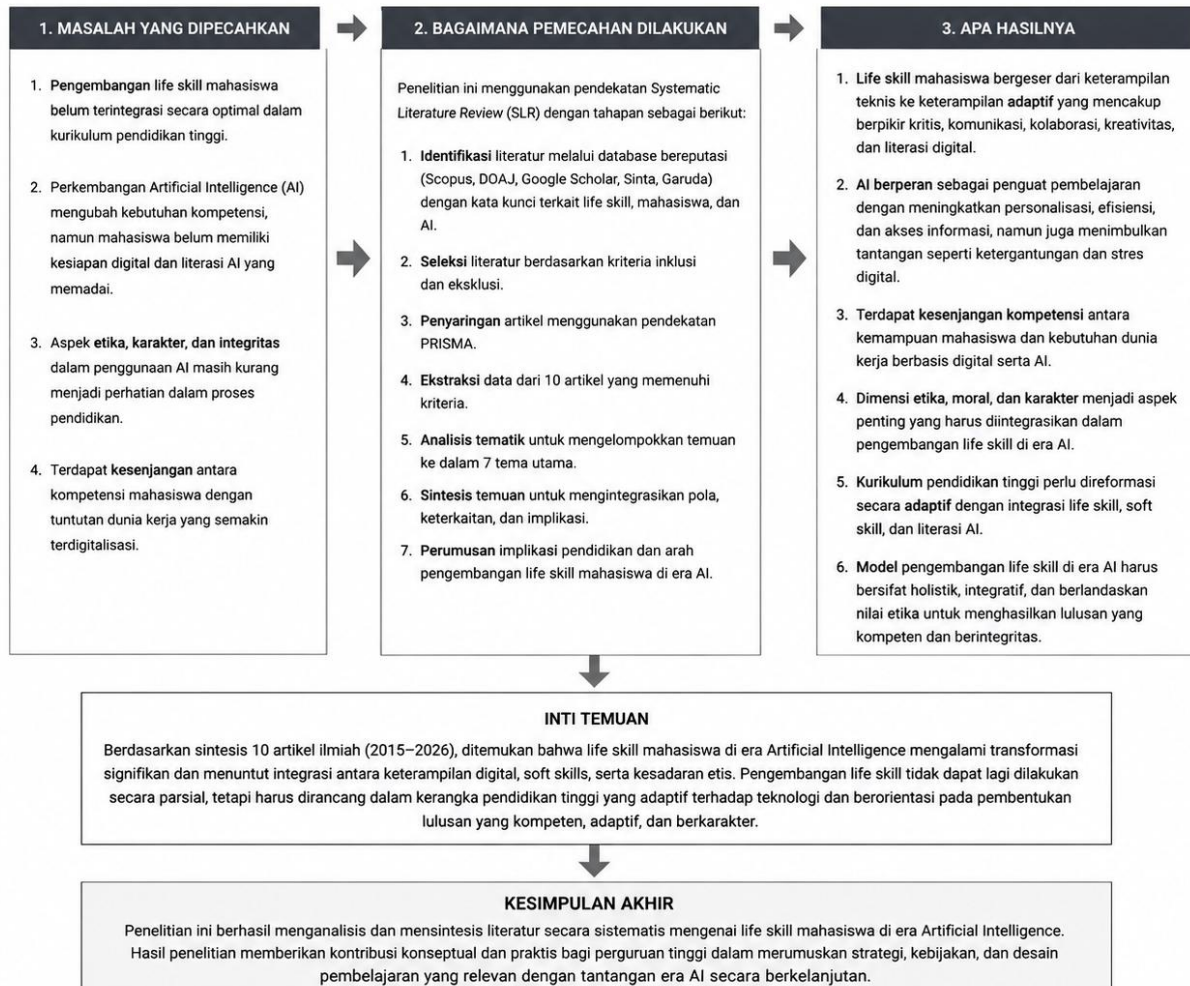 1. MASALAH YANG DIPECAHKAN
1. Pengembangan life skill mahasiswa
belum terintegrasi secara optimal dalam
kurikulum pendidikan tinggi.
2. Perkembangan Artificial Intelligence (AI)
mengubah kebutuhan kompetensi,
namun mahasiswa belum memiliki
kesiapan digital dan literasi AI yang
memadai.
3. Aspek etika, karakter, dan integritas
dalam penggunaan AI masih kurang
menjadi perhatian dalam proses
pendidikan.
4. Terdapat kesenjangan antara
kompetensi mahasiswa dengan
tuntutan dunia kerja yang semakin
terdigitalisasi.
2. BAGAIMANA PEMECAHAN DILAKUKAN
Penelitian ini menggunakan pendekatan Systematic
Literature Review (SLR) dengan tahapan sebagai berikut:
1. Identifikasi literatur melalui database bereputasi
(Scopus, DOAJ, Google Scholar, Sinta, Garuda)
dengan kata kunci terkait life skill, mahasiswa, dan
AI.
2. Seleksi literatur berdasarkan kriteria inklusi
dan eksklusi.
3. Penyaringan artikel menggunakan pendekatan
PRISMA.
4. Ekstraksi data dari 10 artikel yang memenuhi
kriteria.
5. Analisis tematik untuk mengelompokkan temuan
ke dalam 7 tema utama.
6. Sintesis temuan untuk mengintegrasikan pola,
keterkaitan, dan implikasi.
7. Perumusan implikasi pendidikan dan arah
pengembangan life skill mahasiswa di era AI.
3. APA HASILNYA
1. Life skill mahasiswa bergeser dari keterampilan
teknis ke keterampilan adaptif yang mencakup
berpikir kritis, komunikasi, kolaborasi, kreativitas,
dan literasi digital.
2. AI berperan sebagai penguat pembelajaran
dengan meningkatkan personalisasi, efisiensi,
dan akses informasi, namun juga menimbulkan
tantangan seperti ketergantungan dan stres
digital.
3. Terdapat kesenjangan kompetensi antara
kemampuan mahasiswa dan kebutuhan dunia
kerja berbasis digital serta AI.
4. Dimensi etika, moral, dan karakter menjadi aspek
penting yang harus diintegrasikan dalam
pengembangan life skill di era AI.
5. Kurikulum pendidikan tinggi perlu direformasi
secara adaptif dengan integrasi life skill, soft
skill, dan literasi AI.
6. Model pengembangan life skill di era AI harus
bersifat holistik, integratif, dan berlandaskan
nilai etika untuk menghasilkan lulusan yang
kompeten dan berintegritas.
INTI TEMUAN
Berdasarkan sintesis 10 artikel ilmiah (2015–2026), ditemukan bahwa life skill mahasiswa di era Artificial Intelligence mengalami transformasi
signifikan dan menuntut integrasi antara keterampilan digital, soft skills, serta kesadaran etis. Pengembangan life skill tidak dapat lagi dilakukan
secara parsial, tetapi harus dirancang dalam kerangka pendidikan tinggi yang adaptif terhadap teknologi dan berorientasi pada pembentukan
lulusan yang kompeten, adaptif, dan berkarakter.
KESIMPULAN AKHIR
Penelitian ini berhasil menganalisis dan mensintesis literatur secara sistematis mengenai life skill mahasiswa di era Artificial Intelligence.
Hasil penelitian memberikan kontribusi konseptual dan praktis bagi perguruan tinggi dalam merumuskan strategi, kebijakan, dan desain
pembelajaran yang relevan dengan tantangan era AI secara berkelanjutan.